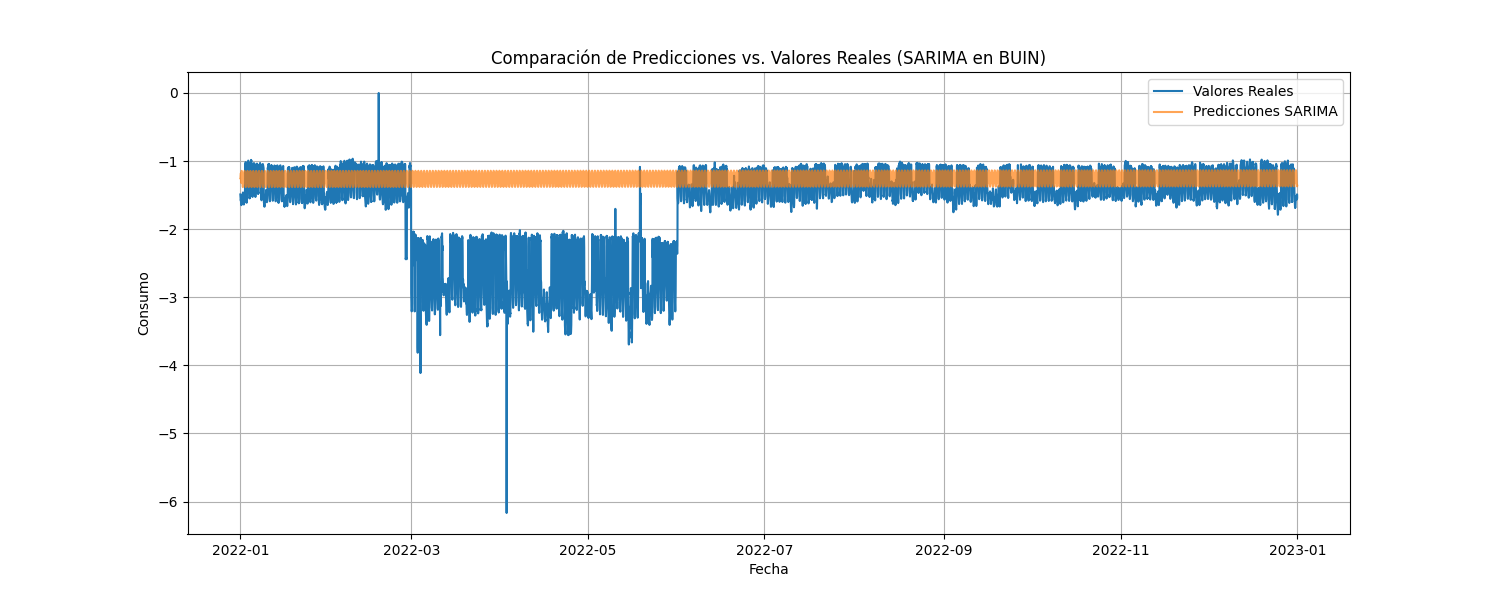 Comparación de Predicciones vs. Valores Reales (SARIMA en BUIN)
Valores Reales
Predicciones SARIMA
Consumo
0
−1
−2
−3
−4
−5
−6
2022-01
2022-03
2022-05
2022-07
2022-09
2022-11
2023-01
Fecha